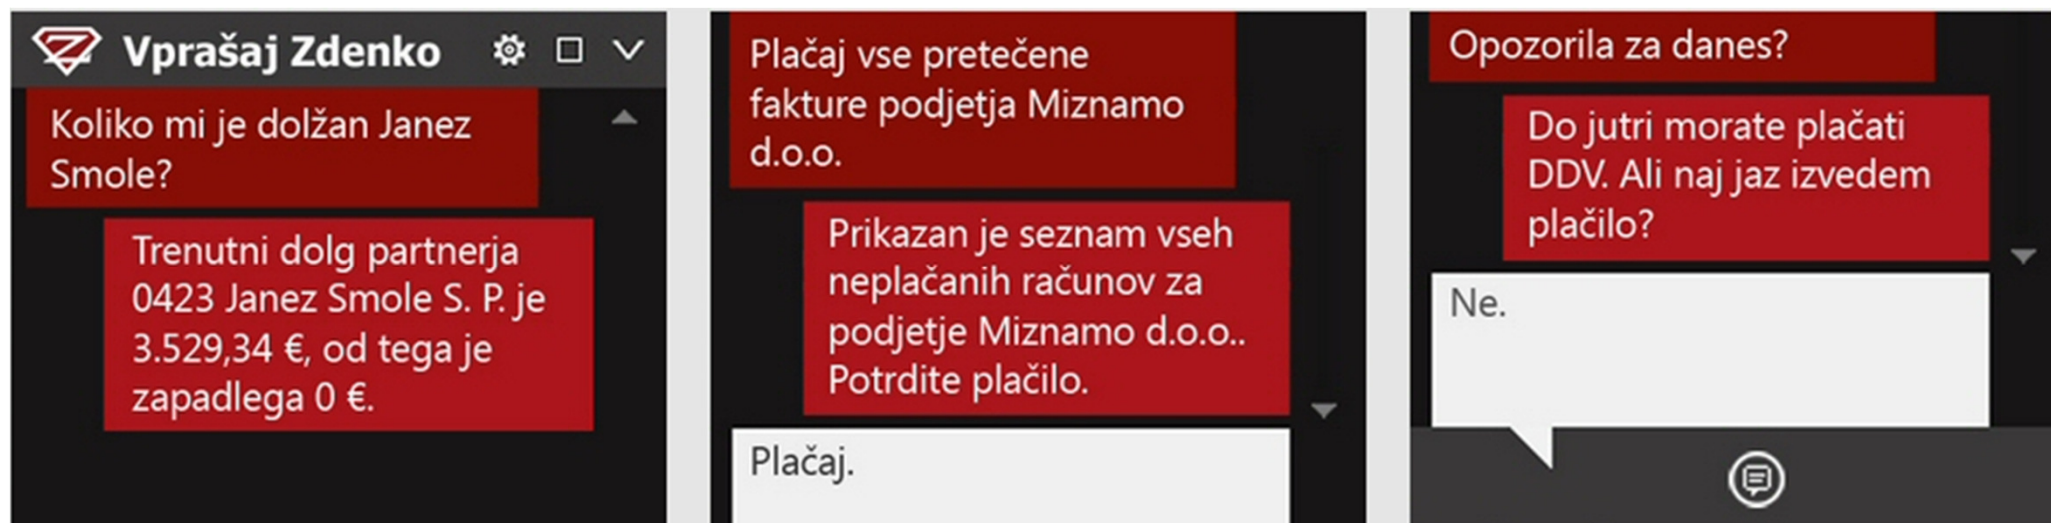 Vprašaj Zdenko
Koliko mi je dolžan Janez
Smole?
Trenutni dolg partnerja
0423 Janez Smole S. P. je
3.529,34 €, od tega je
zapadlega 0 €.
Plačaj vse pretečene
fakture podjetja Miznamo
d.o.o.
Prikazan je seznam vseh
neplačanih računov za
podjetje Miznamo d.o.o..
Potrdite plačilo.
Plačaj.
Opozorila za danes?
Do jutri morate plačati
DDV. Ali naj jaz izvedem
plačilo?
Ne.